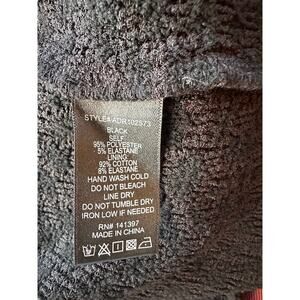 STYLE# ADR102S73
BLACK
SELF:
95% POLYESTER
5% ELASTANE
LINING:
92% COTTON
8% ELASTANE
HAND WASH COLD
DO NOT BLEACH
LINE DRY
DO NOT TUMBLE DRY
IRON LOW IF NEEDED
RN# 141397
MADE IN CHINA